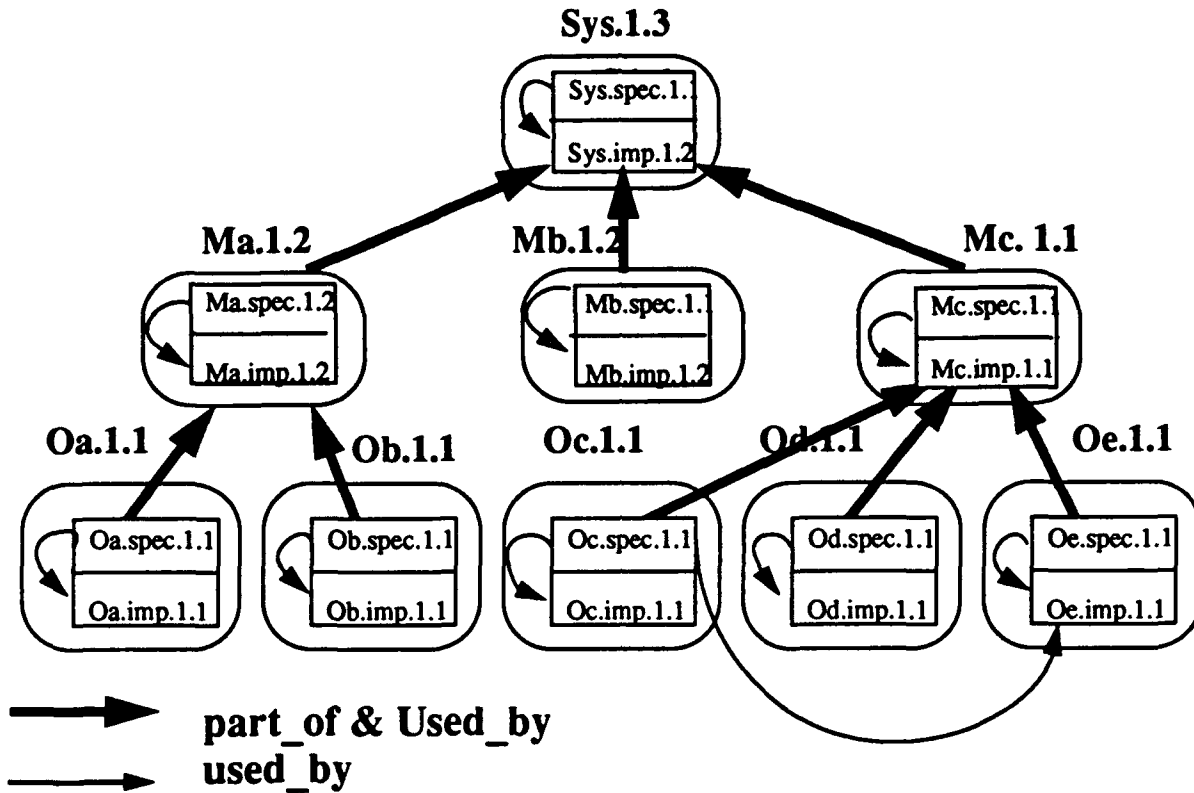 Sys.1.3
Sys.spec.1.1
Sys.imp.1.2
Ma.1.2
Mb.1.2
Mc. 1.1
Ma.spec.1.2
Mb.spec.1.1
Mc.spec.1.1
Ma.imp.1.2
Mb.imp.1.2
Mc.imp.1.1
Oa.1.1
Ob.1.1
Oc.1.1
Od.1.1
Oe.1.1
Oa.spec.1.1
Ob.spec.1.1
Oc.spec.1.1
Od.spec.1.1
Oe.spec.1.1
Oa.imp.1.1
Ob.imp.1.1
Oc.imp.1.1
Od.imp.1.1
Oe.imp.1.1
part_of & Used_by
used_by